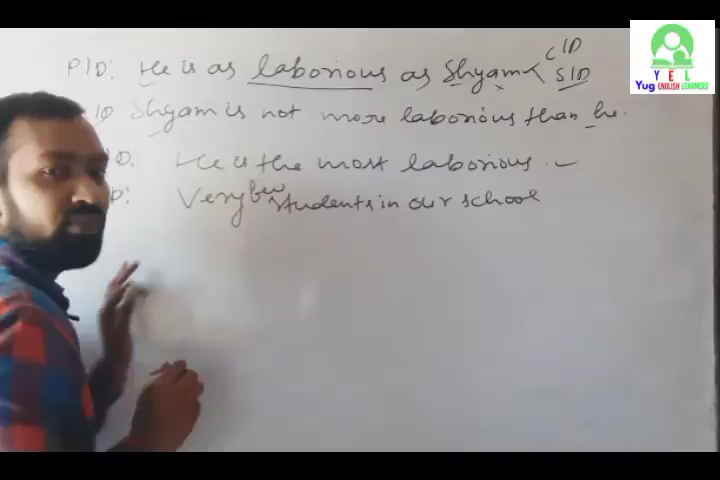 P/D: He is as laborious as Shyam < C/D
S/D
/D Shyam is not more laborious than he.
/D: He is the most laborious.
D: Very few students in our school
Y E L
Yug ENGLISH LEARNERS